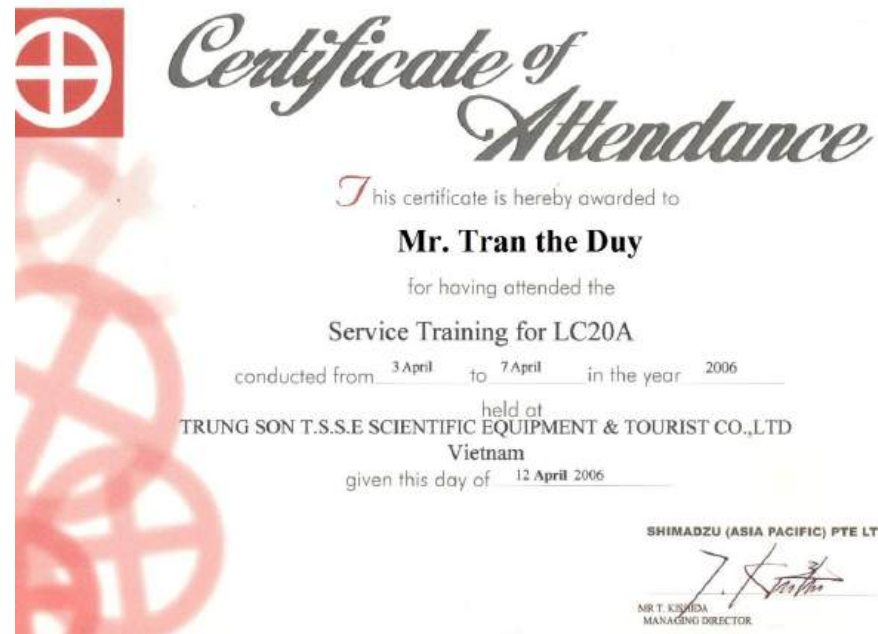 Certificate of
Attendance
This certificate is hereby awarded to
Mr. Tran the Duy
for having attended the
Service Training for LC20A
conducted from 3 April to 7 April in the year 2006
held at
TRUNG SON T.S.S.E SCIENTIFIC EQUIPMENT & TOURIST CO.,LTD
Vietnam
given this day of 12 April 2006
SHIMADZU (ASIA PACIFIC) PTE LT
MR T. KISHIDA
MANAGING DIRECTOR